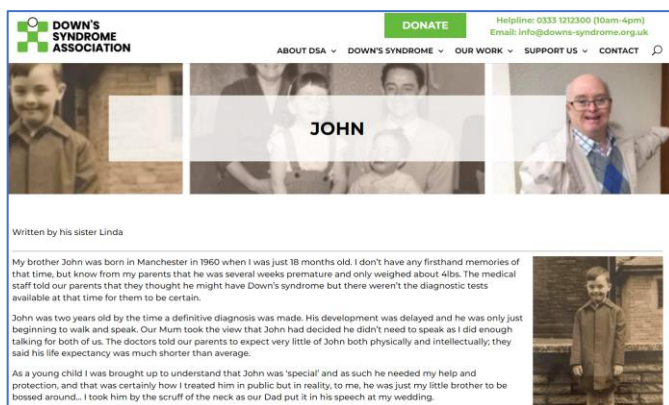 DOWN'S
SYNDROME
ASSOCIATION
DONATE
Helpline: 0333 1212300 (10am-4pm)
Email: info@downs-syndrome.org.uk
ABOUT DSA
DOWN'S SYNDROME
OUR WORK
SUPPORT US
CONTACT
JOHN
Written by his sister Linda
My brother John was born in Manchester in 1960 when I was just 18 months old. I don't have any firsthand memories of
that time, but know from my parents that he was several weeks premature and only weighed about 4lbs. The medical
staff told our parents that they thought he might have Down's syndrome but there weren't the diagnostic tests
available at that time for them to be certain.
John was two years old by the time a definitive diagnosis was made. His development was delayed and he was only just
beginning to walk and speak. Our Mum took the view that John had decided he didn't need to speak as I did enough
talking for both of us. The doctors told our parents to expect very little of John both physically and intellectually; they
said his life expectancy was much shorter than average.
As a young child I was brought up to understand that John was 'special' and as such he needed my help and
protection, and that was certainly how I treated him in public but in reality, to me, he was just my little brother to be
bossed around... I took him by the scruff of the neck as our Dad put it in his speech at my wedding.